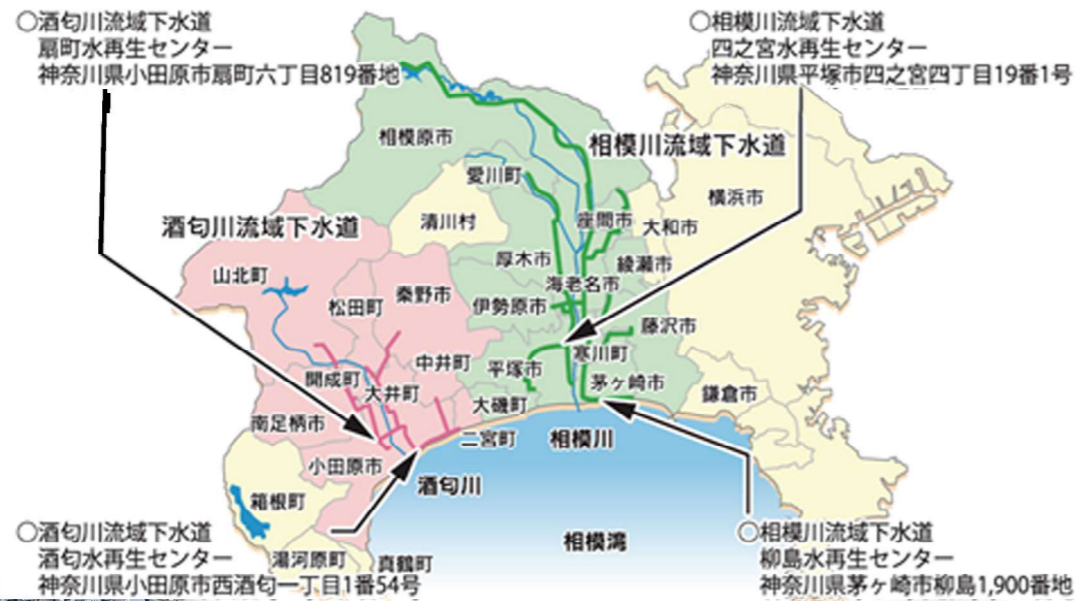 ○酒匂川流域下水道
扇町水再生センター
神奈川県小田原市扇町六丁目819番地
○相模川流域下水道
四之宮水再生センター
神奈川県平塚市四之宮四丁目19番1号
相模原市
相模川流域下水道
愛川町
横浜市
清川村
座間市
大和市
酒匂川流域下水道
厚木市
綾瀬市
山北町
海老名市
秦野市
松田町
伊勢原市
藤沢市
寒川町
中井町
平塚市
開成町
茅ヶ崎市
大井町
鎌倉市
大磯町
南足柄市
二宮町
相模川
小田原市
酒匂川
箱根町
相模湾
湯河原町
真鶴町
○酒匂川流域下水道
酒匂水再生センター
神奈川県小田原市西酒匂一丁目1番54号
○相模川流域下水道
柳島水再生センター
神奈川県茅ヶ崎市柳島1,900番地